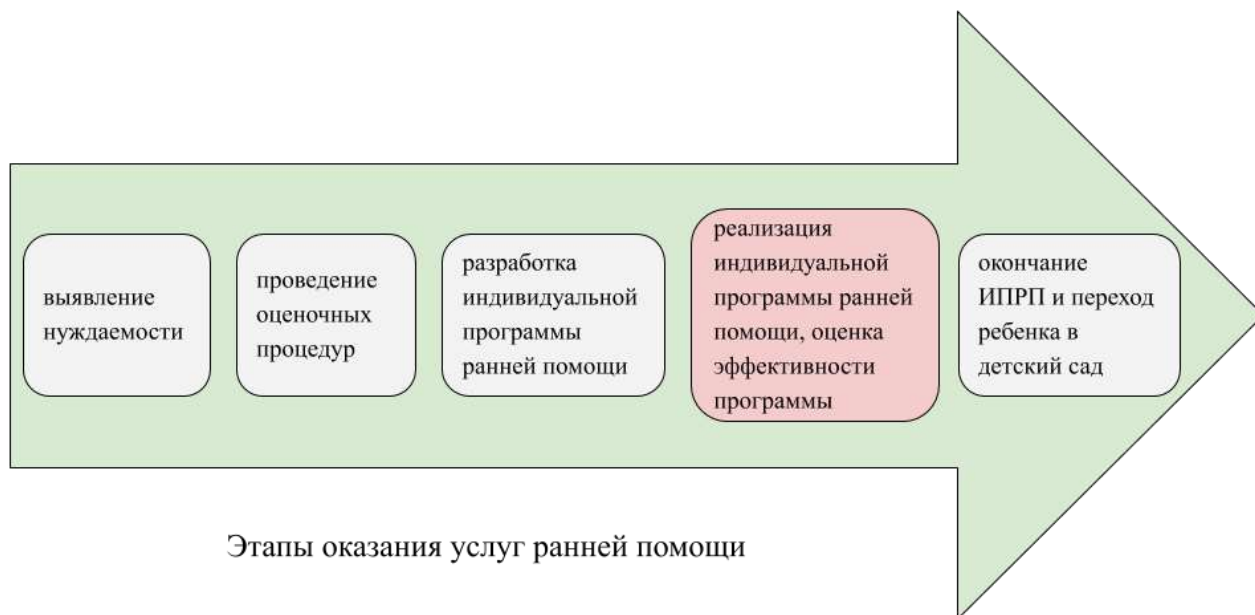 выявление
нуждаемости
проведение
оценочных
процедур
разработка
индивидуальной
программы
ранней помощи
реализация
индивидуальной
программы ранней
помощи, оценка
эффективности
программы
окончание
ИПРП и переход
ребенка в
детский сад
Этапы оказания услуг ранней помощи